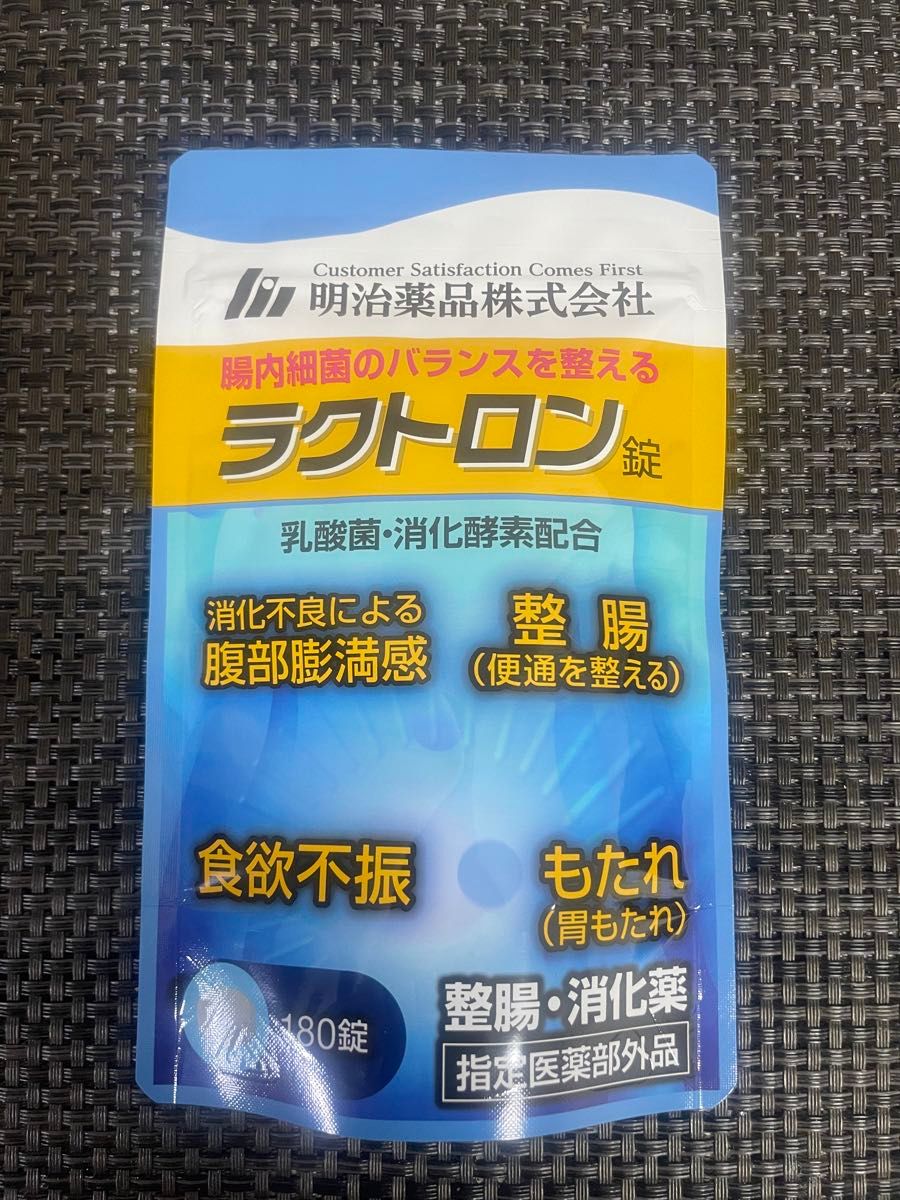 Customer Satisfaction Comes First
明治薬品株式会社
腸内細菌のバランスを整える
ラクトロン錠
乳酸菌・消化酵素配合
消化不良による
腹部膨満感
整腸
(便通を整える)
食欲不振
もたれ
(胃もたれ)
180錠
整腸・消化薬
指定医薬部外品